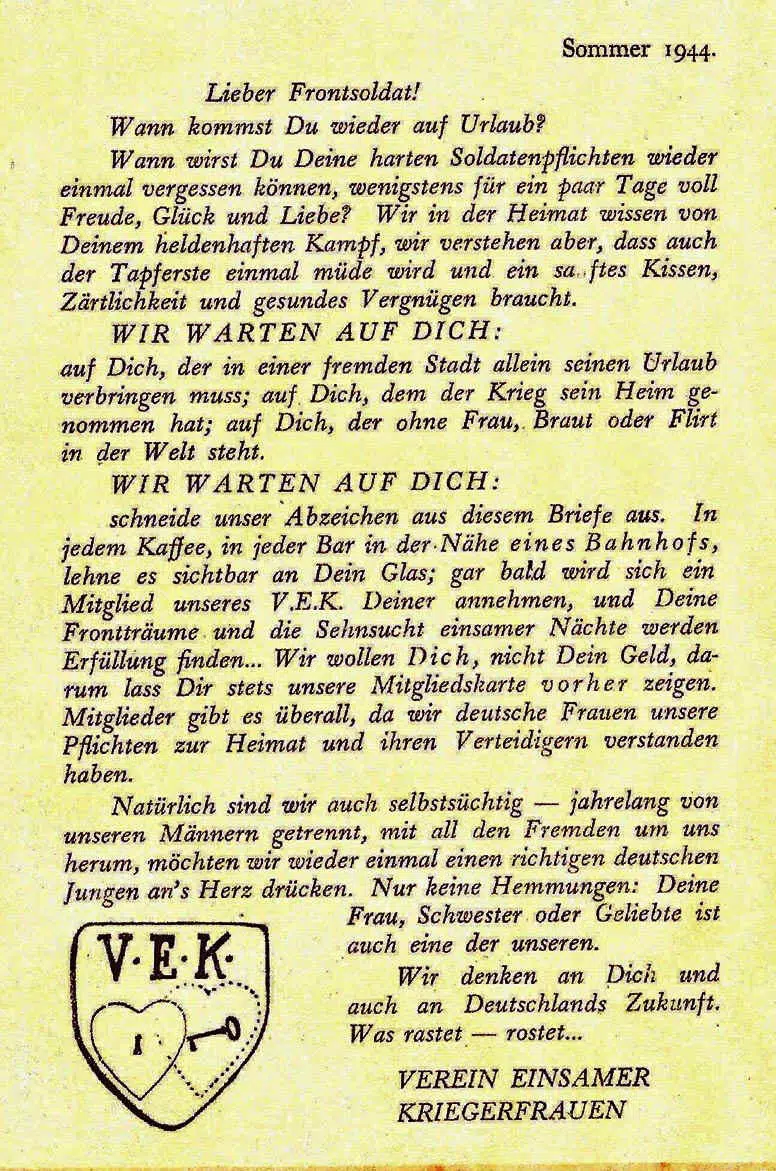 Sommer 1944.
Lieber Frontsoldat!
Wann kommst Du wieder auf Urlaub?
Wann wirst Du Deine harten Soldatenpflichten wieder
einmal vergessen können, wenigstens für ein paar Tage voll
Freude, Glück und Liebe? Wir in der Heimat wissen von
Deinem heldenhaften Kampf, wir verstehen aber, dass auch
der Tapferste einmal müde wird und ein sa ftes Kissen,
Zärtlichkeit und gesundes Vergnügen braucht.
WIR WARTEN AUF DICH:
auf Dich, der in einer fremden Stadt allein seinen Urlaub
verbringen muss; auf Dich, dem der Krieg sein Heim ge-
nommen hat; auf Dich, der ohne Frau, Braut oder Flirt
in der Welt steht.
WIR WARTEN AUF DICH:
schneide unser Abzeichen aus diesem Briefe aus. In
jedem Kaffee, in jeder Bar in der Nähe eines Bahnhofs,
lehne es sichtbar an Dein Glas; gar bald wird sich ein
Mitglied unseres V.E.K. Deiner annehmen, und Deine
Frontträume und die Sehnsucht einsamer Nächte werden
Erfüllung finden... Wir wollen Dich, nicht Dein Geld, da-
rum lass Dir stets unsere Mitgliedskarte vorher zeigen.
Mitglieder gibt es überall, da wir deutsche Frauen unsere
Pflichten zur Heimat und ihren Verteidigern verstanden
haben.
Natürlich sind wir auch selbstsüchtig — jahrelang von
unseren Männern getrennt, mit all den Fremden um uns
herum, möchten wir wieder einmal einen richtigen deutschen
Jungen an's Herz drücken. Nur keine Hemmungen: Deine
Frau, Schwester oder Geliebte ist
auch eine der unseren.
Wir denken an Dich und
auch an Deutschlands Zukunft.
Was rastet — rostet...
VEREIN EINSAMER
KRIEGERFRAUEN
V.E.K.